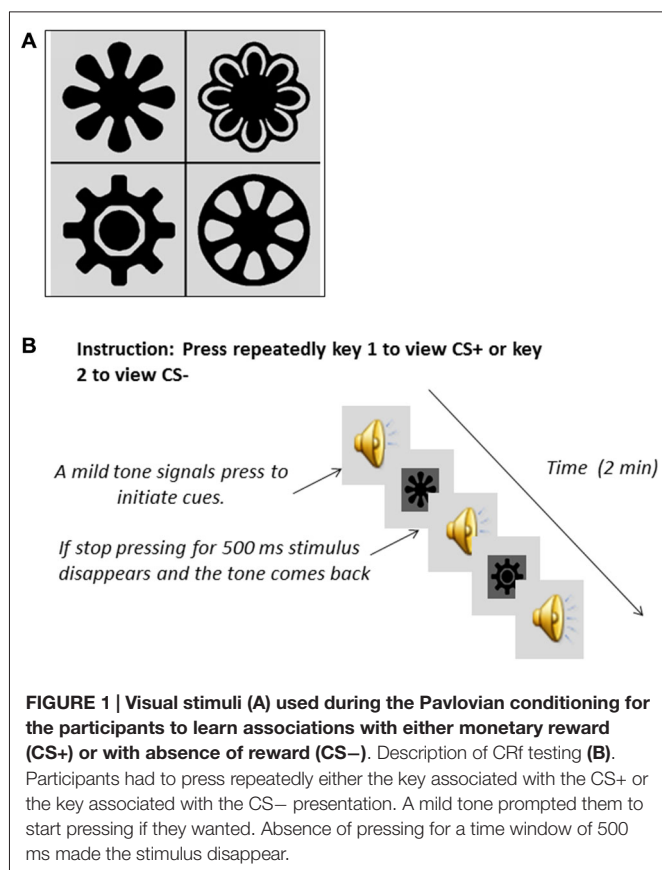 A
B
Instruction: Press repeatedly key 1 to view CS+ or key
2 to view CS-
A mild tone signals press to
initiate cues.
Time (2 min)
If stop pressing for 500 ms stimulus
disappears and the tone comes back
FIGURE 1 | Visual stimuli (A) used during the Pavlovian conditioning for
the participants to learn associations with either monetary reward
(CS+) or with absence of reward (CS−). Description of CRf testing (B).
Participants had to press repeatedly either the key associated with the CS+ or
the key associated with the CS− presentation. A mild tone prompted them to
start pressing if they wanted. Absence of pressing for a time window of 500
ms made the stimulus disappear.